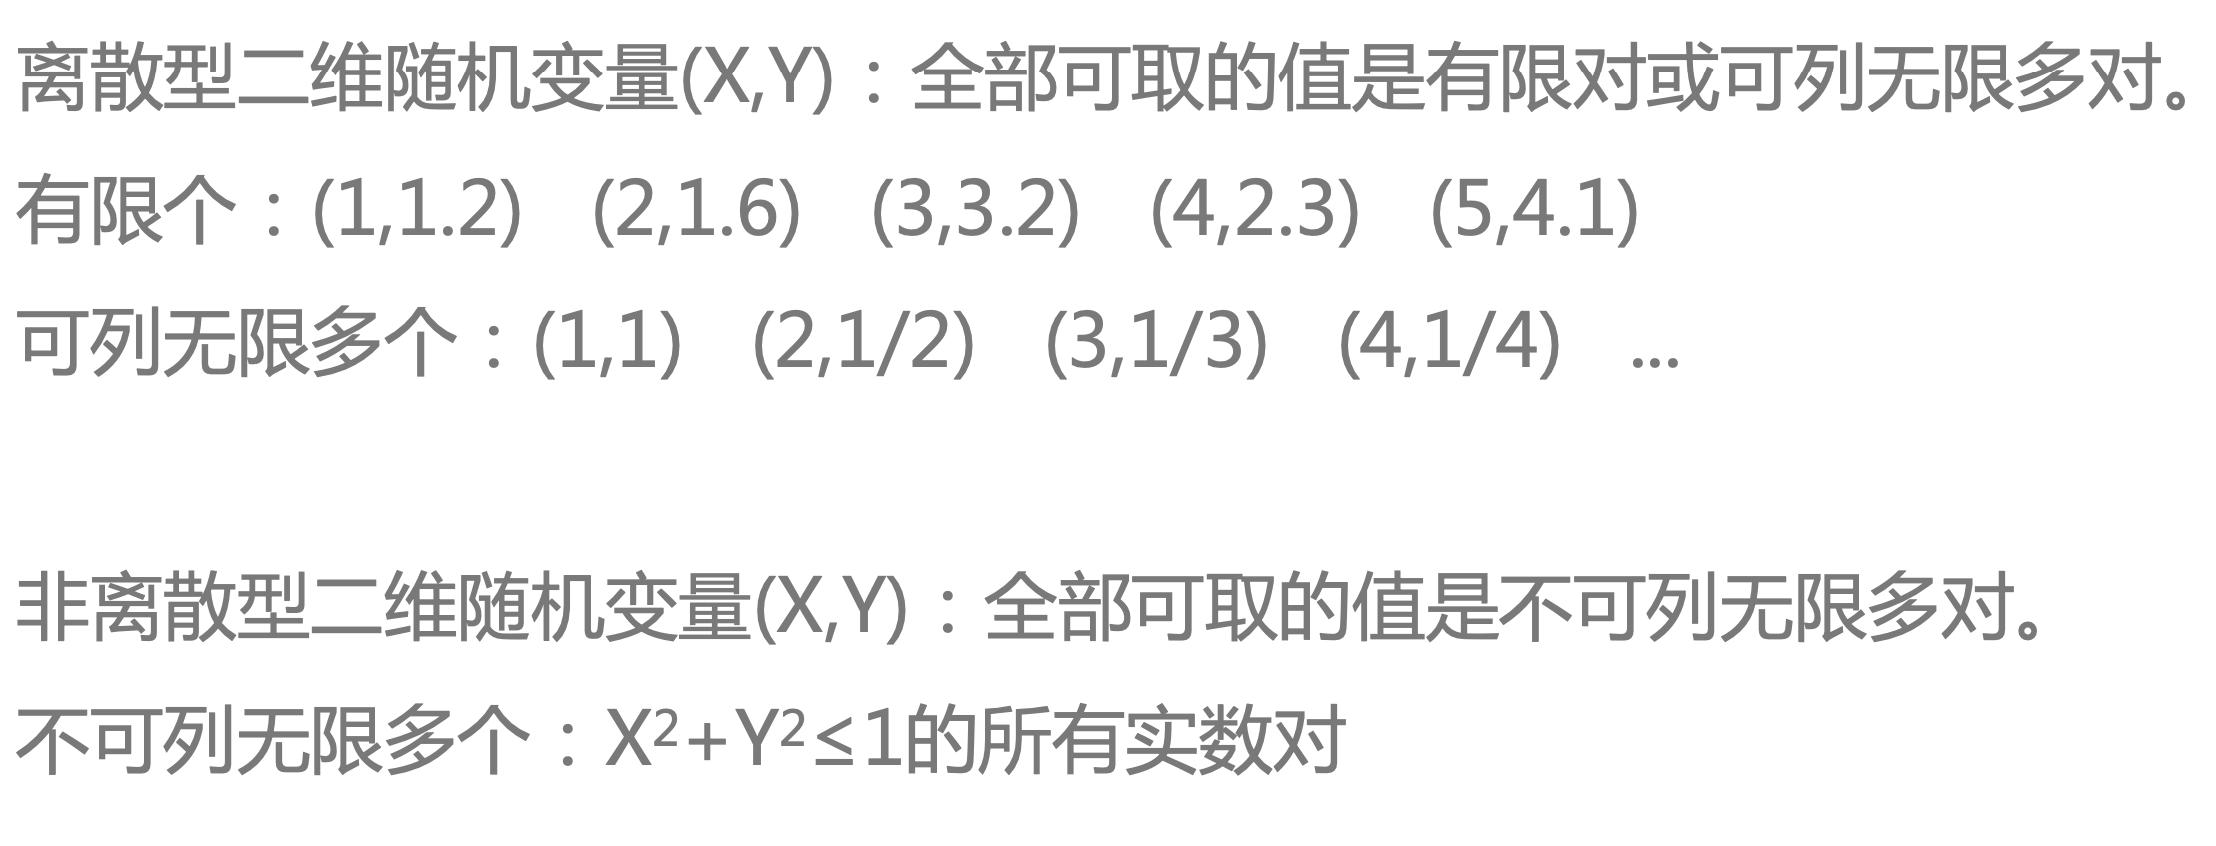 离散型二维随机变量(X,Y)：全部可取的值是有限对或可列无限多对。
有限个：(1,1.2) (2,1.6) (3,3.2) (4,2.3) (5,4.1)
可列无限多个：(1,1) (2,1/2) (3,1/3) (4,1/4) ...
非离散型二维随机变量(X,Y)：全部可取的值是不可列无限多对。
不可列无限多个：X²+Y²≤1的所有实数对